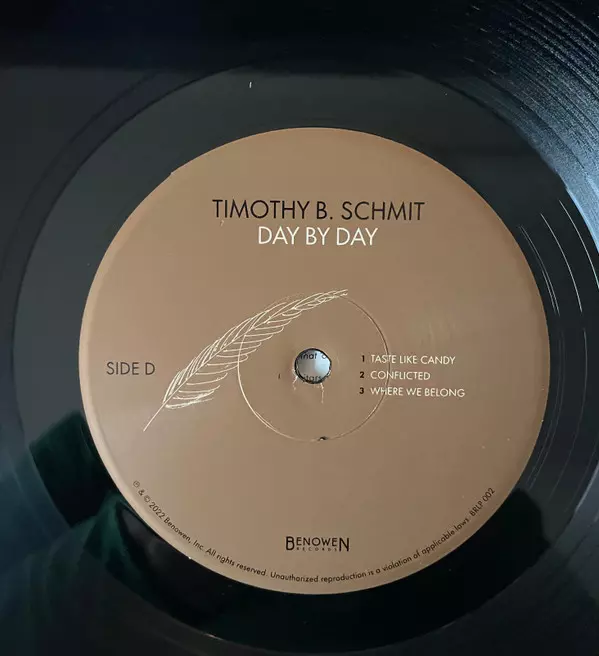 TIMOTHY B. SCHMIT
DAY BY DAY
SIDE D
1 TASTE LIKE CANDY
2 CONFLICTED
3 WHERE WE BELONG
BENOWEN
RECORDS
℗ & © 2022 Benowen, Inc. All rights reserved. Unauthorized reproduction is a violation of applicable laws. BRLP 002